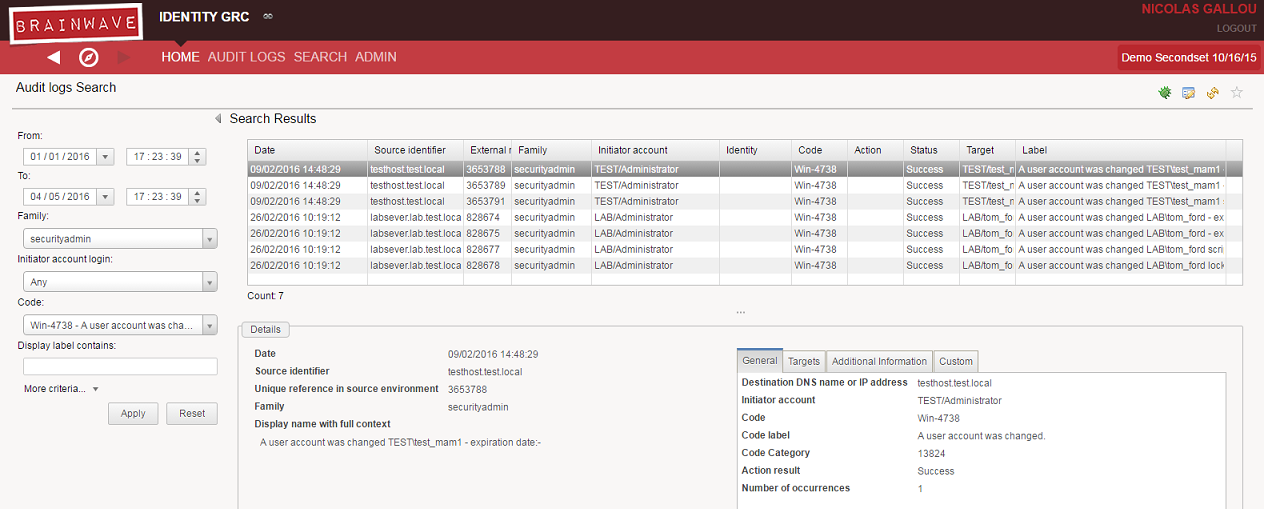 BRAINWAVE
IDENTITY GRC
NICOLAS GALLOU
LOGOUT
HOME AUDIT LOGS SEARCH ADMIN
Demo Secondset 10/16/15
Audit logs Search
From:
01 / 01 / 2016 17 : 23 : 39
To:
04 / 05 / 2016 17 : 23 : 39
Family:
securityadmin
Initiator account login:
Any
Code:
Win-4738 - A user account was cha...
Display label contains:
More criteria...
Apply Reset
Search Results
Date Source identifier External r Family Initiator account Identity Code Action Status Target Label
09/02/2016 14:48:29 testhost.test.local 3653788 securityadmin TEST/Administrator Win-4738 Success TEST/test_n A user account was changed TEST\test_mam1 -
09/02/2016 14:48:29 testhost.test.local 3653789 securityadmin TEST/Administrator Win-4738 Success TEST/test_n A user account was changed TEST\test_mam1 -
09/02/2016 14:48:29 testhost.test.local 3653791 securityadmin TEST/Administrator Win-4738 Success TEST/test_n A user account was changed TEST\test_mam1 s
26/02/2016 10:19:12 labsever.lab.test.loca 828674 securityadmin LAB/Administrator Win-4738 Success LAB/tom_fo A user account was changed LAB\tom_ford - ex
26/02/2016 10:19:12 labsever.lab.test.loca 828675 securityadmin LAB/Administrator Win-4738 Success LAB/tom_fo A user account was changed LAB\tom_ford - ex
26/02/2016 10:19:12 labsever.lab.test.loca 828677 securityadmin LAB/Administrator Win-4738 Success LAB/tom_fo A user account was changed LAB\tom_ford scri
26/02/2016 10:19:12 labsever.lab.test.loca 828678 securityadmin LAB/Administrator Win-4738 Success LAB/tom_fo A user account was changed LAB\tom_ford lock
Count: 7
...
Details
Date 09/02/2016 14:48:29
Source identifier testhost.test.local
Unique reference in source environment 3653788
Family securityadmin
Display name with full context
A user account was changed TEST\test_mam1 - expiration date:-
General Targets Additional Information Custom
Destination DNS name or IP address testhost.test.local
Initiator account TEST/Administrator
Code Win-4738
Code label A user account was changed.
Code Category 13824
Action result Success
Number of occurrences 1